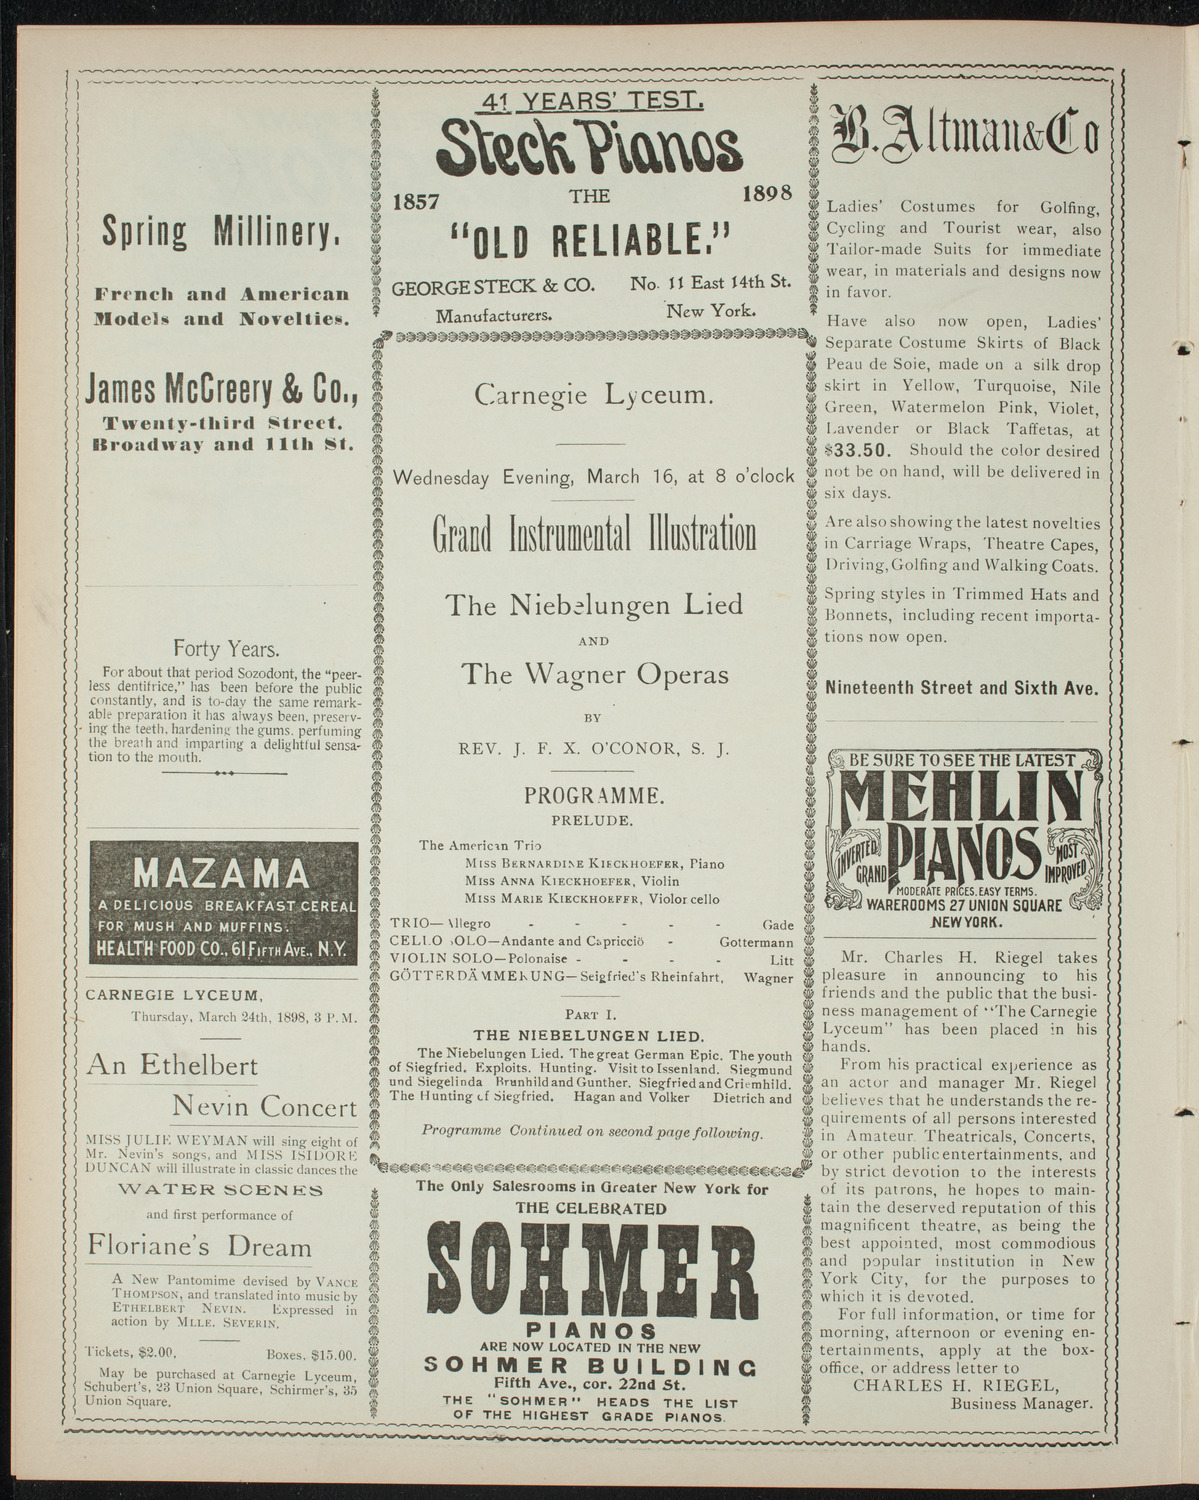 Spring Millinery.
French and American
Models and Novelties.
James McCreery & Co.,
Twenty-third Street.
Broadway and 11th St.
Forty Years.
For about that period Sozodont, the "peer-
less dentifrice," has been before the public
constantly, and is to-day the same remark-
able preparation it has always been, preserv-
ing the teeth, hardening the gums, perfuming
the breath and imparting a delightful sensa-
tion to the mouth.
MAZAMA
A DELICIOUS BREAKFAST CEREAL
FOR MUSH AND MUFFINS.
HEALTH FOOD CO., 61 FIFTH AVE., N.Y.
CARNEGIE LYCEUM,
Thursday, March 24th, 1898, 3 P.M.
An Ethelbert
Nevin Concert
MISS JULIE WEYMAN will sing eight of
Mr. Nevin's songs, and MISS ISIDORE
DUNCAN will illustrate in classic dances the
WATER SCENES
and first performance of
Floriane's Dream
A New Pantomime devised by VANCE
THOMPSON, and translated into music by
ETHELBERT NEVIN. Expressed in
action by MLLE. SEVERIN.
Tickets, $2.00. Boxes, $15.00.
May be purchased at Carnegie Lyceum,
Schubert's, 23 Union Square, Schirmer's, 35
Union Square.
41 YEARS' TEST.
Steck Pianos
1857 THE 1898
"OLD RELIABLE."
GEORGE STECK & CO. No. 11 East 14th St.
Manufacturers. New York.
Carnegie Lyceum.
Wednesday Evening, March 16, at 8 o'clock
Grand Instrumental Illustration
The Niebelungen Lied
AND
The Wagner Operas
BY
REV. J. F. X. O'CONOR, S. J.
PROGRAMME.
PRELUDE.
The American Trio
MISS BERNARDINE KIECKHOEFER, Piano
MISS ANNA KIECKHOEFER, Violin
MISS MARIE KIECKHOEFER, Violoncello
TRIO—Allegro - - - - - Gade
CELLO SOLO—Andante and Capricciö - Gottermann
VIOLIN SOLO—Polonaise - - - - Litt
GÖTTERDÄMMERUNG—Seigfried's Rheinfahrt, Wagner
PART I.
THE NIEBELUNGEN LIED.
The Niebelungen Lied. The great German Epic. The youth
of Siegfried. Exploits. Hunting. Visit to Issenland. Siegmund
und Siegelinda Brunhild and Gunther. Siegfried and Criemhild.
The Hunting of Siegfried. Hagan and Volker Dietrich and
Programme Continued on second page following.
The Only Salesrooms in Greater New York for
THE CELEBRATED
SOHMER
PIANOS
ARE NOW LOCATED IN THE NEW
SOHMER BUILDING
Fifth Ave., cor. 22nd St.
THE "SOHMER" HEADS THE LIST
OF THE HIGHEST GRADE PIANOS.
B. Altman & Co
Ladies' Costumes for Golfing,
Cycling and Tourist wear, also
Tailor-made Suits for immediate
wear, in materials and designs now
in favor.
Have also now open, Ladies'
Separate Costume Skirts of Black
Peau de Soie, made on a silk drop
skirt in Yellow, Turquoise, Nile
Green, Watermelon Pink, Violet,
Lavender or Black Taffetas, at
$33.50. Should the color desired
not be on hand, will be delivered in
six days.
Are also showing the latest novelties
in Carriage Wraps, Theatre Capes,
Driving, Golfing and Walking Coats.
Spring styles in Trimmed Hats and
Bonnets, including recent importa-
tions now open.
Nineteenth Street and Sixth Ave.
BE SURE TO SEE THE LATEST
MEHLIN
INVERTED GRAND PIANOS MOST IMPROVED
MODERATE PRICES, EASY TERMS.
WAREROOMS 27 UNION SQUARE
NEW YORK.
Mr. Charles H. Riegel takes
pleasure in announcing to his
friends and the public that the busi-
ness management of "The Carnegie
Lyceum" has been placed in his
hands.
From his practical experience as
an actor and manager Mr. Riegel
believes that he understands the re-
quirements of all persons interested
in Amateur Theatricals, Concerts,
or other public entertainments, and
by strict devotion to the interests
of its patrons, he hopes to main-
tain the deserved reputation of this
magnificent theatre, as being the
best appointed, most commodious
and popular institution in New
York City, for the purposes to
which it is devoted.
For full information, or time for
morning, afternoon or evening en-
tertainments, apply at the box-
office, or address letter to
CHARLES H. RIEGEL,
Business Manager.